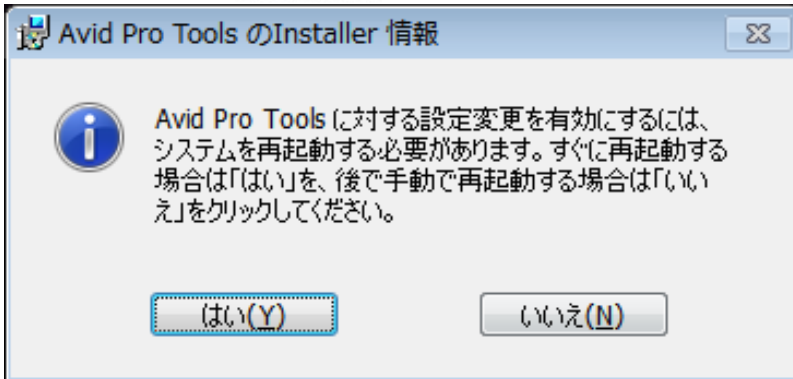 Avid Pro Tools のInstaller 情報
Avid Pro Tools に対する設定変更を有効にするには、
システムを再起動する必要があります。すぐに再起動する
場合は「はい」を、後で手動で再起動する場合は「いい
え」をクリックしてください。
はい(Y)
いいえ(N)